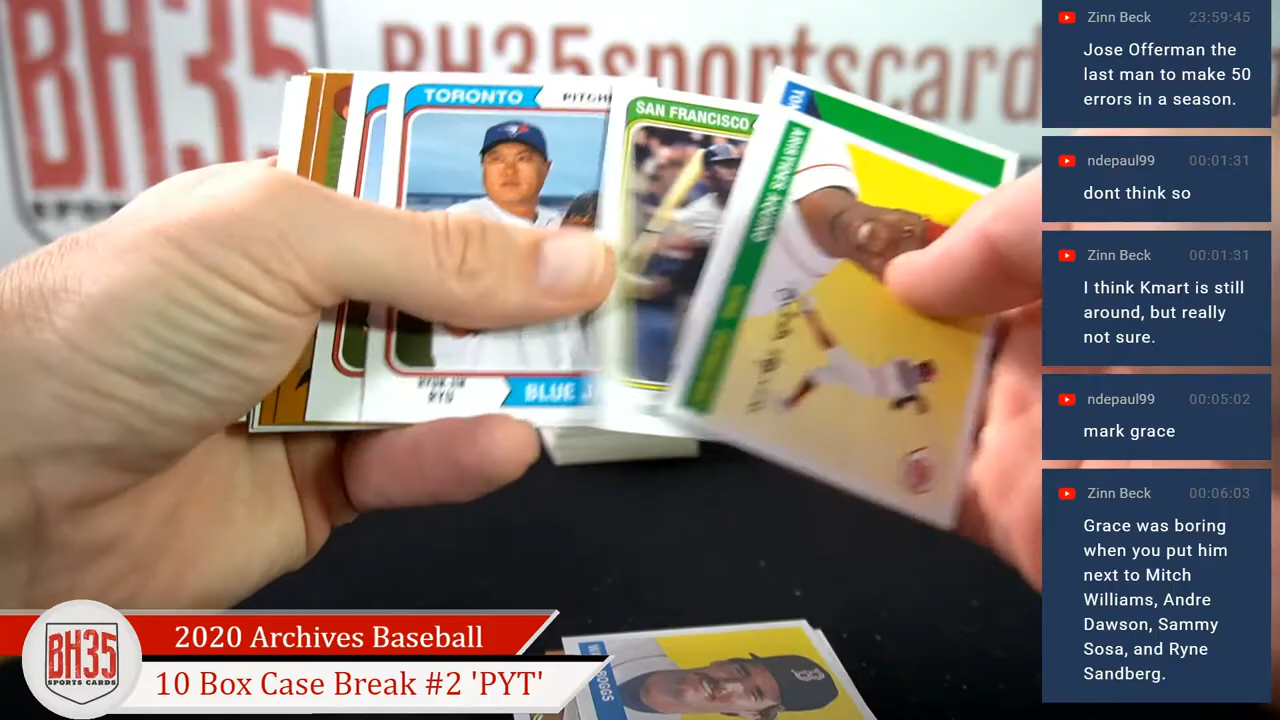 BH35sportscard
BH35
TORONTO
PITCH
RYU
BLUE J
SAN FRANCISCO
BOGGS
BH35
SPORTS CARDS
2020 Archives Baseball
10 Box Case Break #2 'PYT'
Zinn Beck 23:59:45
Jose Offerman the
last man to make 50
errors in a season.
ndepaul99 00:01:31
dont think so
Zinn Beck 00:01:31
I think Kmart is still
around, but really
not sure.
ndepaul99 00:05:02
mark grace
Zinn Beck 00:06:03
Grace was boring
when you put him
next to Mitch
Williams, Andre
Dawson, Sammy
Sosa, and Ryne
Sandberg.